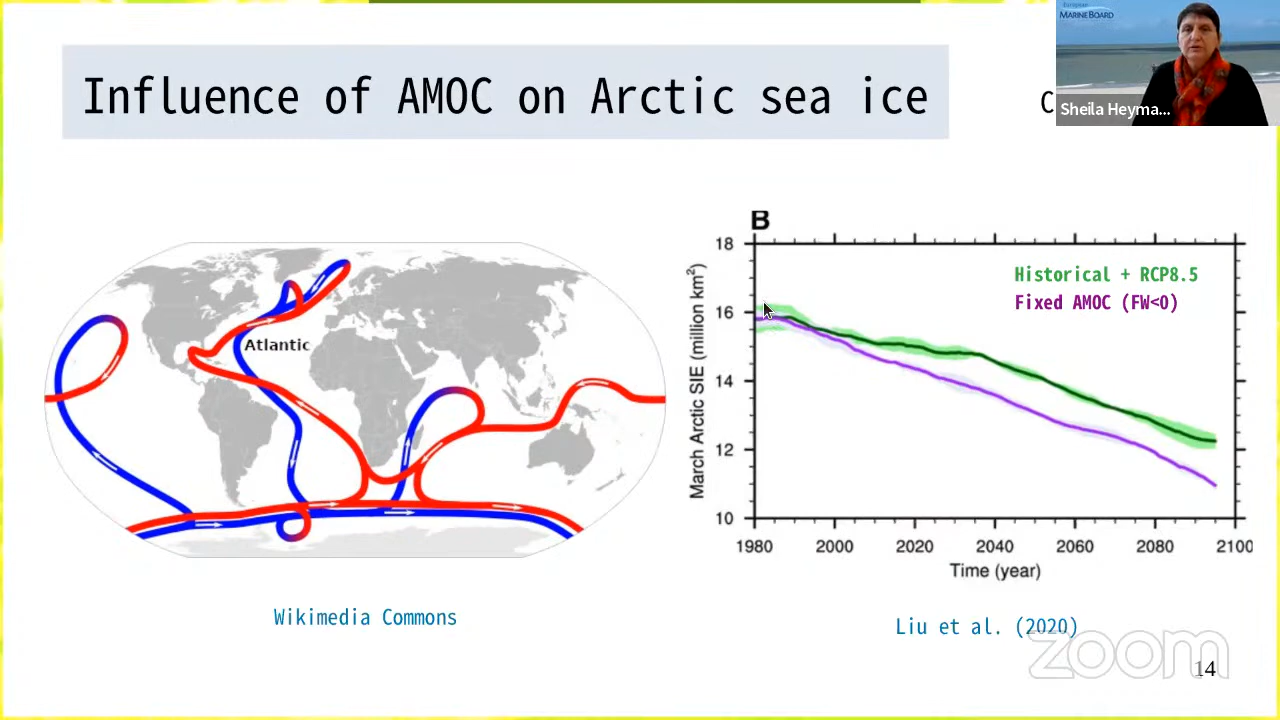 Influence of AMOC on Arctic sea ice
C
European
MARINE BOARD
Sheila Heyma...
Atlantic
B
Historical + RCP8.5
Fixed AMOC (FW<0)
March Arctic SIE (million km²)
18
16
14
12
10
1980 2000 2020 2040 2060 2080 2100
Time (year)
Wikimedia Commons
Liu et al. (2020)
zoom
14